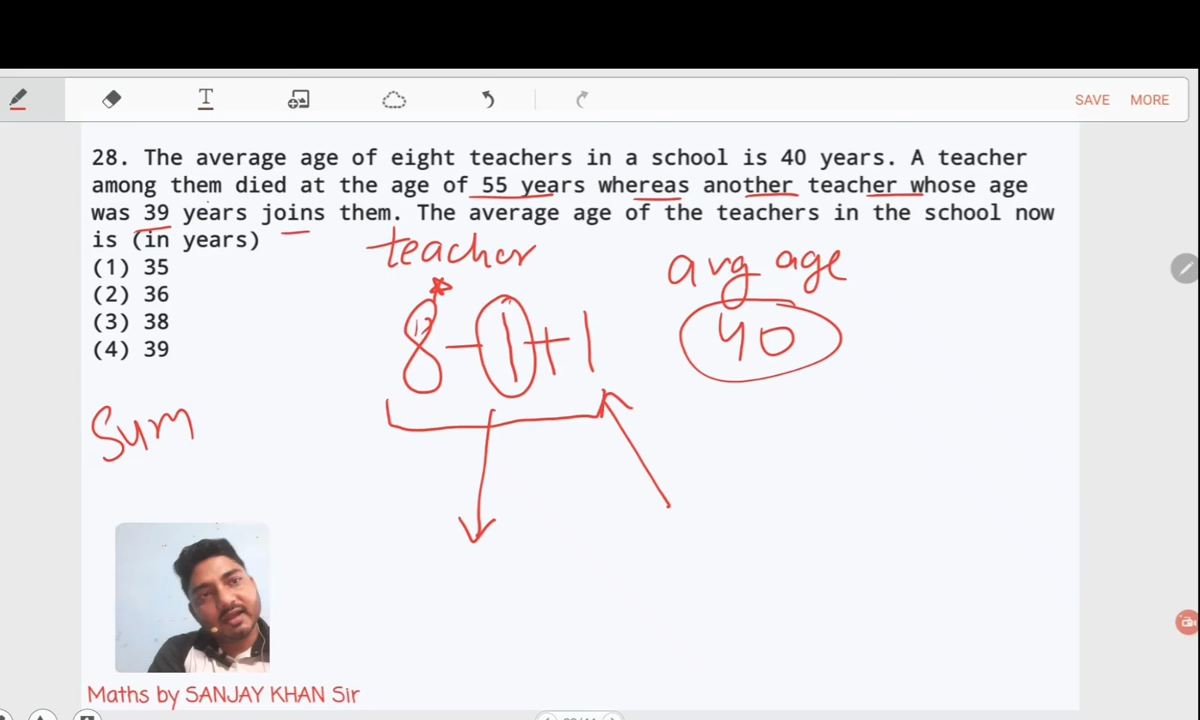 T
SAVE MORE
28. The average age of eight teachers in a school is 40 years. A teacher
among them died at the age of 55 years whereas another teacher whose age
was 39 years joins them. The average age of the teachers in the school now
is (in years)
(1) 35
(2) 36
(3) 38
(4) 39
teacher
avg age
8-1+1
40
Sum
Maths by SANJAY KHAN Sir